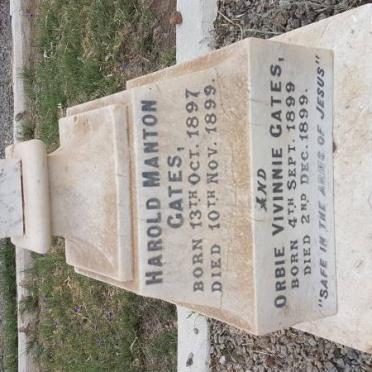 HAROLD MANTON
GATES,
BORN 13TH OCT. 1897
DIED 10TH NOV. 1899
AND
ORBIE VIVINNIE GATES,
BORN 4TH SEPT. 1899
DIED 2ND DEC. 1899.
"SAFE IN THE ARMS OF JESUS"